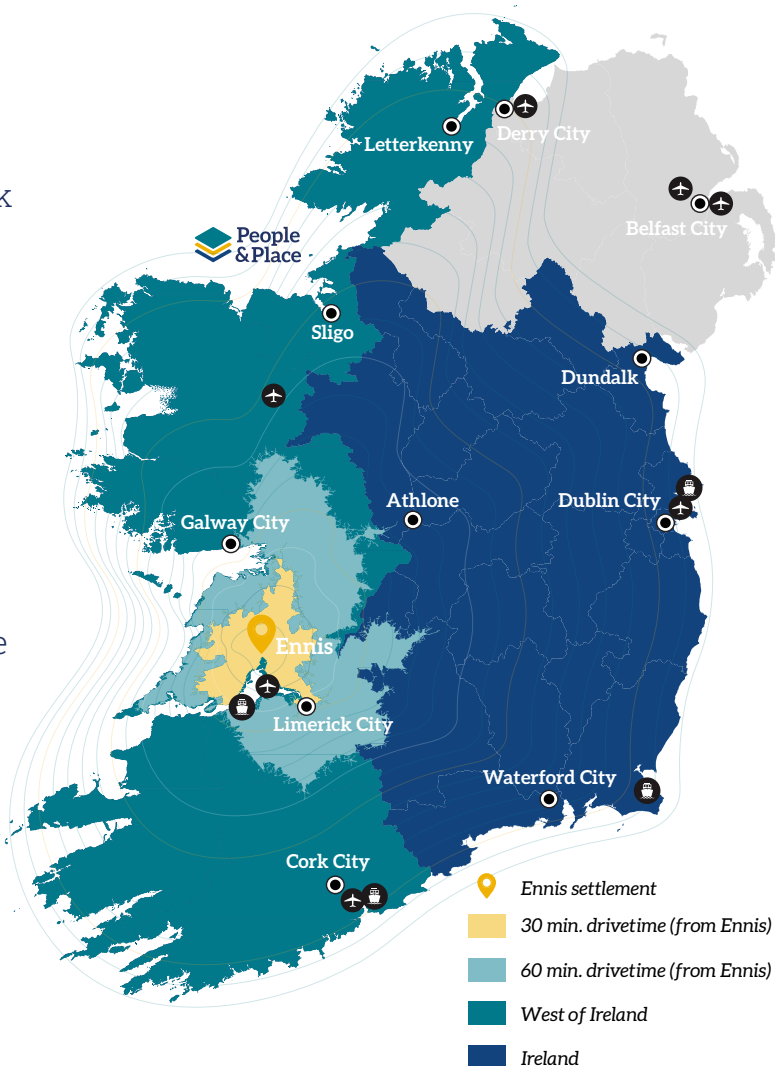 Letterkenny
Derry City
k
Belfast City
People
& Place
Sligo
Dundalk
Athlone
Dublin City
Galway City
e
Ennis
Limerick City
Waterford City
Cork City
Ennis settlement
30 min. drivetime (from Ennis)
60 min. drivetime (from Ennis)
West of Ireland
Ireland